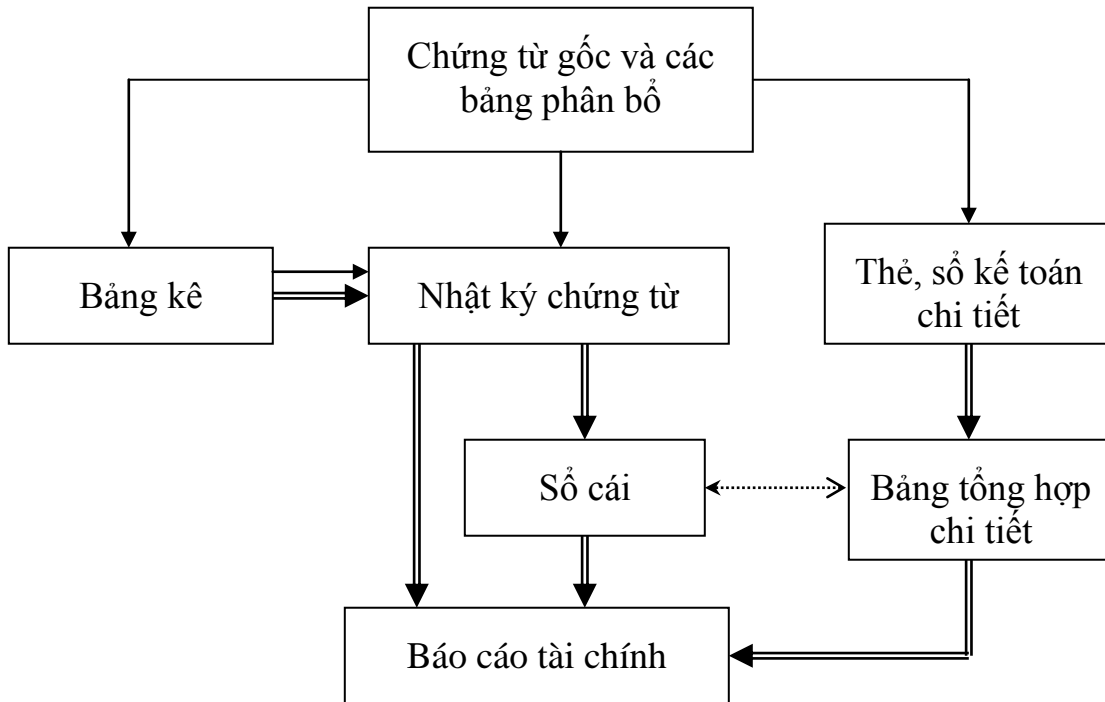 Chứng từ gốc và các
bảng phân bổ
Bảng kê
Nhật ký chứng từ
Thẻ, sổ kế toán
chi tiết
Sổ cái
Bảng tổng hợp
chi tiết
Báo cáo tài chính